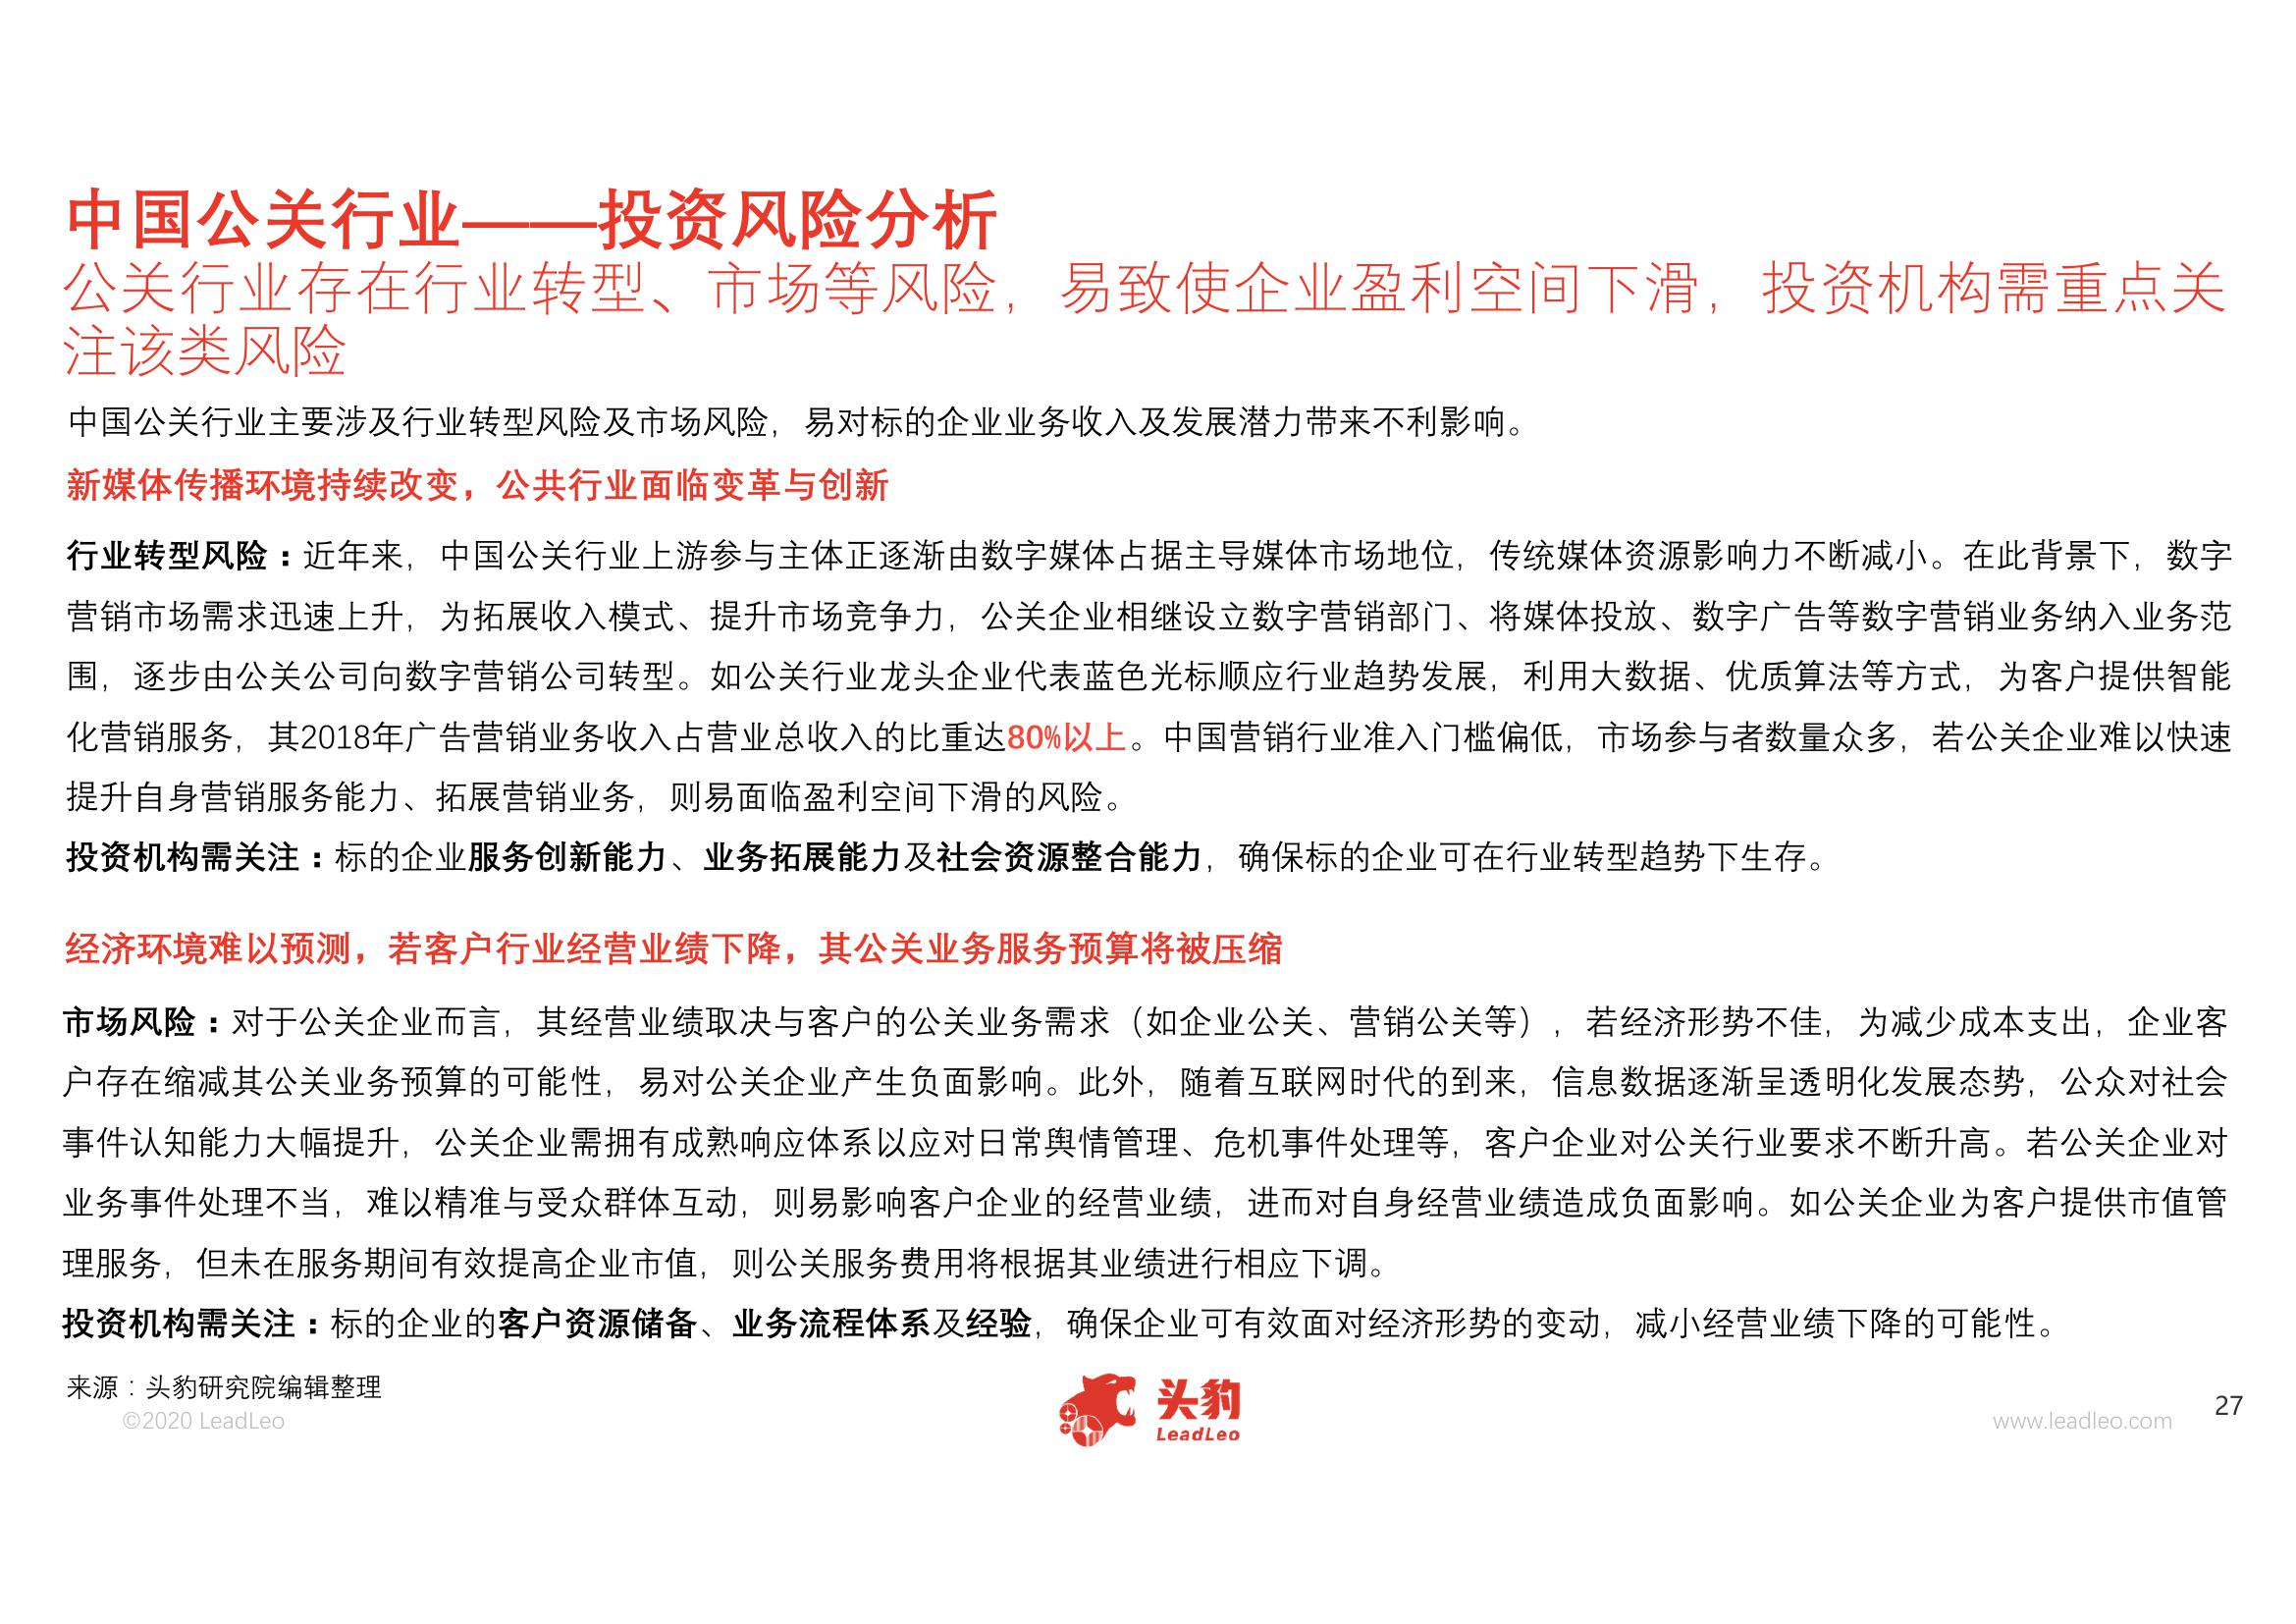 中国公关行业——投资风险分析
公关行业存在行业转型、市场等风险，易致使企业盈利空间下滑，投资机构需重点关
注该类风险
中国公关行业主要涉及行业转型风险及市场风险，易对标的企业业务收入及发展潜力带来不利影响。
新媒体传播环境持续改变，公共行业面临变革与创新
行业转型风险：近年来，中国公关行业上游参与主体正逐渐由数字媒体占据主导媒体市场地位，传统媒体资源影响力不断减小。在此背景下，数字
营销市场需求迅速上升，为拓展收入模式、提升市场竞争力，公关企业相继设立数字营销部门、将媒体投放、数字广告等数字营销业务纳入业务范
围，逐步由公关公司向数字营销公司转型。如公关行业龙头企业代表蓝色光标顺应行业趋势发展，利用大数据、优质算法等方式，为客户提供智能
化营销服务，其2018年广告营销业务收入占营业总收入的比重达80%以上。中国营销行业准入门槛偏低，市场参与者数量众多，若公关企业难以快速
提升自身营销服务能力、拓展营销业务，则易面临盈利空间下滑的风险。
投资机构需关注：标的企业服务创新能力、业务拓展能力及社会资源整合能力，确保标的企业可在行业转型趋势下生存。
经济环境难以预测，若客户行业经营业绩下降，其公关业务服务预算将被压缩
市场风险：对于公关企业而言，其经营业绩取决与客户的公关业务需求（如企业公关、营销公关等），若经济形势不佳，为减少成本支出，企业客
户存在缩减其公关业务预算的可能性，易对公关企业产生负面影响。此外，随着互联网时代的到来，信息数据逐渐呈透明化发展态势，公众对社会
事件认知能力大幅提升，公关企业需拥有成熟响应体系以应对日常舆情管理、危机事件处理等，客户企业对公关行业要求不断升高。若公关企业对
业务事件处理不当，难以精准与受众群体互动，则易影响客户企业的经营业绩，进而对自身经营业绩造成负面影响。如公关企业为客户提供市值管
理服务，但未在服务期间有效提高企业市值，则公关服务费用将根据其业绩进行相应下调。
投资机构需关注：标的企业的客户资源储备、业务流程体系及经验，确保企业可有效面对经济形势的变动，减小经营业绩下降的可能性。
来源：头豹研究院编辑整理
©2020 LeadLeo
头豹
LeadLeo
www.leadleo.com
27